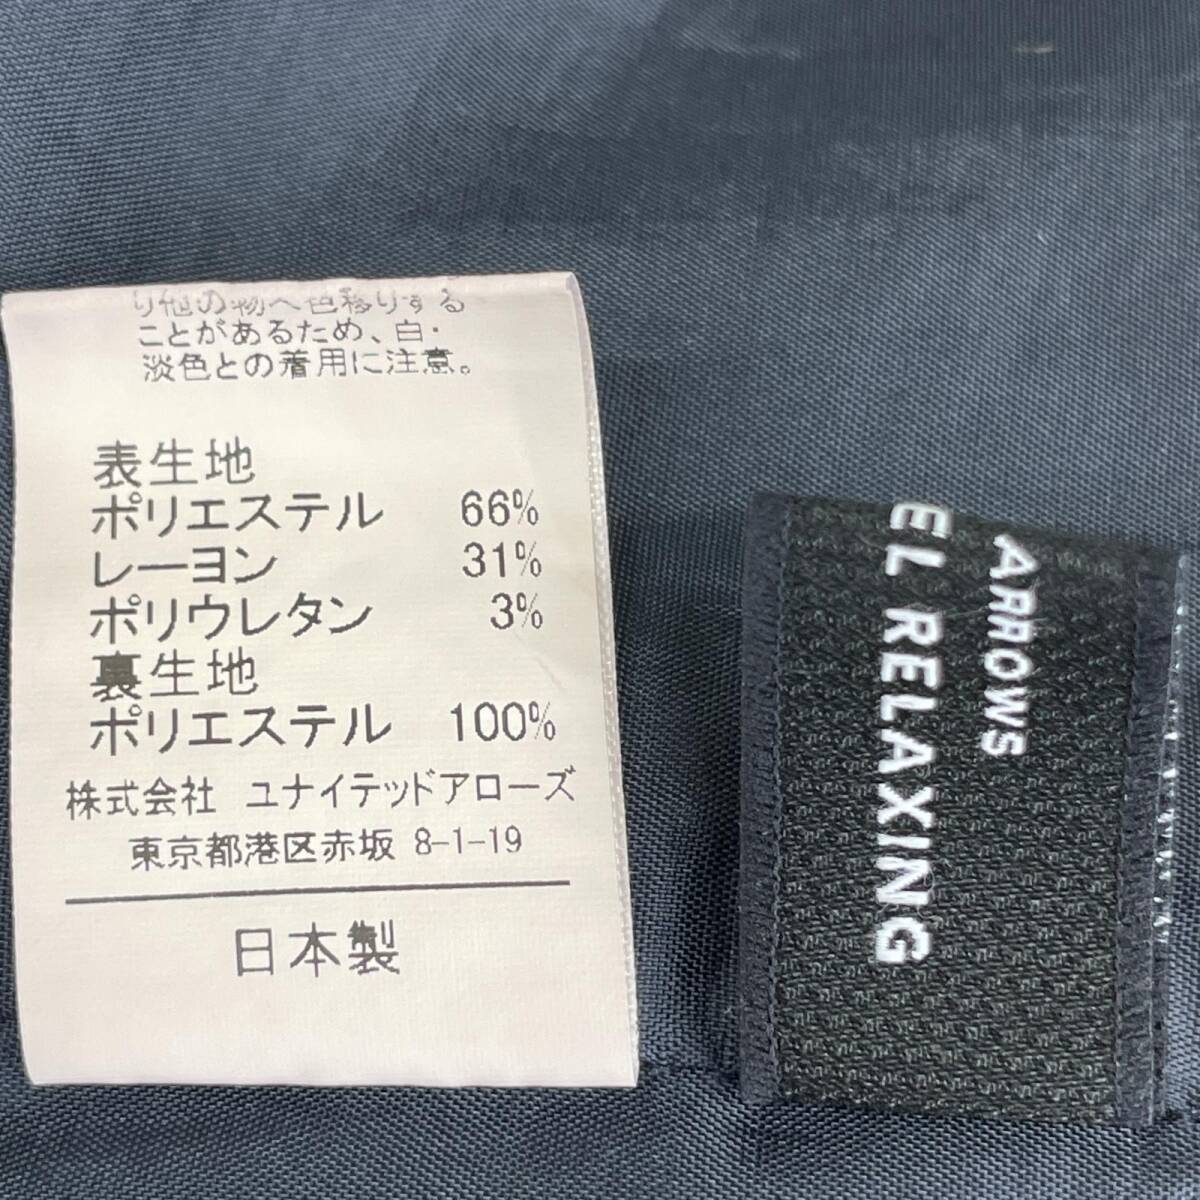 り他の物へ色移りする
ことがあるため、白・
淡色との着用に注意。
表生地
ポリエステル 66%
レーヨン 31%
ポリウレタン 3%
裏生地
ポリエステル 100%
株式会社 ユナイテッドアローズ
東京都港区赤坂 8-1-19
日本製
ARROWS
EL RELAXING